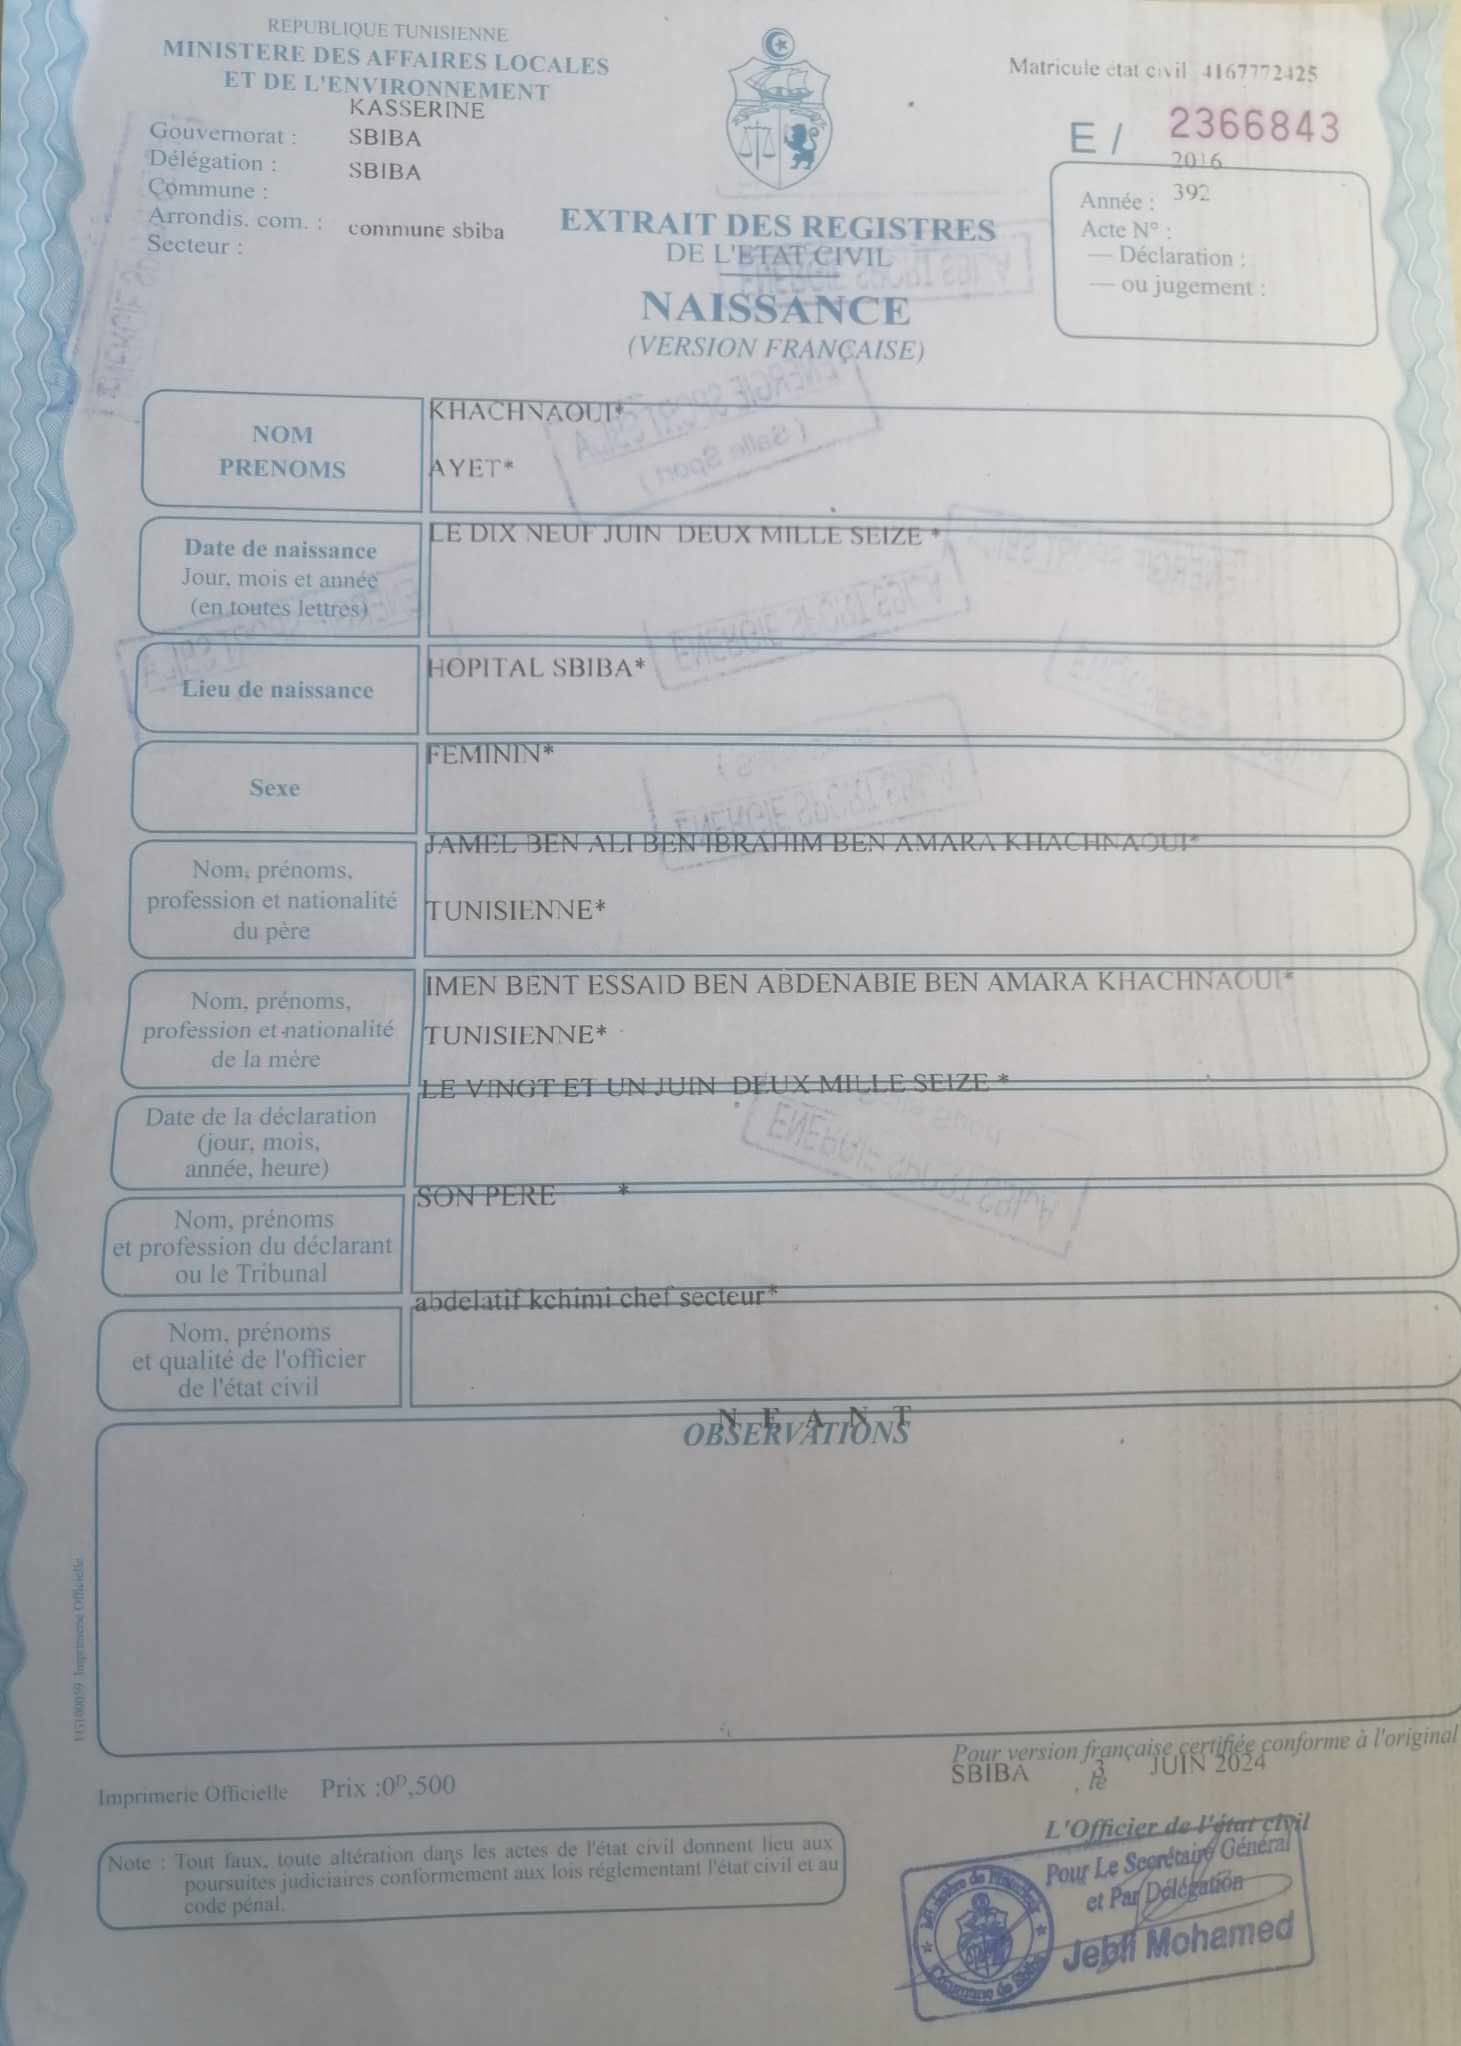 REPUBLIQUE TUNISIENNE
MINISTERE DES AFFAIRES LOCALES
ET DE L'ENVIRONNEMENT
KASSERINE
Gouvernorat : SBIBA
Délégation : SBIBA
Commune :
Arrondis. com. : commune sbiba
Secteur :
Matricule état civil 4167772425
E / 2366843
2016
Année : 392
Acte N° :
— Déclaration :
— ou jugement :
EXTRAIT DES REGISTRES
DE L'ETAT CIVIL
NAISSANCE
(VERSION FRANÇAISE)
NOM
PRENOMS
KHACHNAOUI*
AYET*
Date de naissance
Jour, mois et année
(en toutes lettres)
LE DIX NEUF JUIN DEUX MILLE SEIZE *
Lieu de naissance
HOPITAL SBIBA*
Sexe
FEMININ*
Nom, prénoms,
profession et nationalité
du père
JAMEL BEN ALI BEN IBRAHIM BEN AMARA KHACHNAOUI*
TUNISIENNE*
Nom, prénoms,
profession et nationalité
de la mère
IMEN BENT ESSAID BEN ABDENABIE BEN AMARA KHACHNAOUI*
TUNISIENNE*
Date de la déclaration
(jour, mois,
année, heure)
LE VINGT ET UN JUIN DEUX MILLE SEIZE *
Nom, prénoms
et profession du déclarant
ou le Tribunal
SON PERE *
Nom, prénoms
et qualité de l'officier
de l'état civil
abdelatif kchimi chef secteur*
N E A N T
OBSERVATIONS
Imprimerie Officielle
Pour version française certifiée conforme à l'original
SBIBA , le 3 JUIN 2024
Imprimerie Officielle Prix :0D,500
L'Officier de l'état civil
Pour Le Secrétaire Général
et Par Délégation
Jebli Mohamed
Commune de Sbiba
Note : Tout faux, toute altération dans les actes de l'état civil donnent lieu aux
poursuites judiciaires conformement aux lois réglementant l'état civil et au
code pénal.